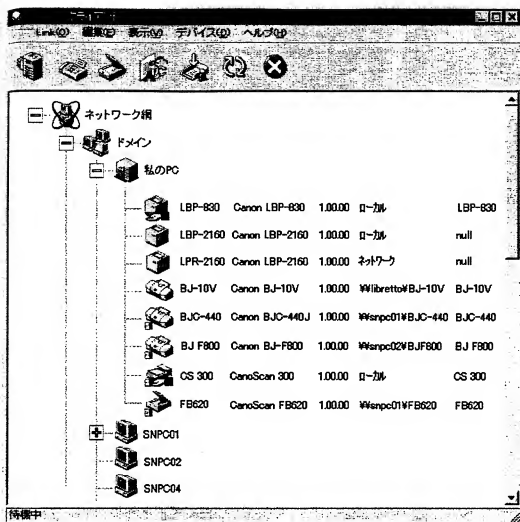 Link(O) 編集(E) 表示(V) デバイス(D) ヘルプ(H)
ネットワーク網
ドメイン
私のPC
LBP-830 Canon LBP-830 1.00.00 ローカル LBP-830
LBP-2160 Canon LBP-2160 1.00.00 ローカル null
LPR-2160 Canon LBP-2160 1.00.00 ネットワーク null
BJ-10V Canon BJ-10V 1.00.00 ¥¥libretto¥BJ-10V BJ-10V
BJC-440 Canon BJC-440J 1.00.00 ¥¥snpc01¥BJC-440 BJC-440
BJ F800 Canon BJ-F800 1.00.00 ¥¥snpc02¥BJF800 BJ F800
CS 300 CanoScan 300 1.00.00 ローカル CS 300
FB620 CanoScan FB620 1.00.00 ¥¥snpc01¥FB620 FB620
SNPC01
SNPC02
SNPC04
待機中